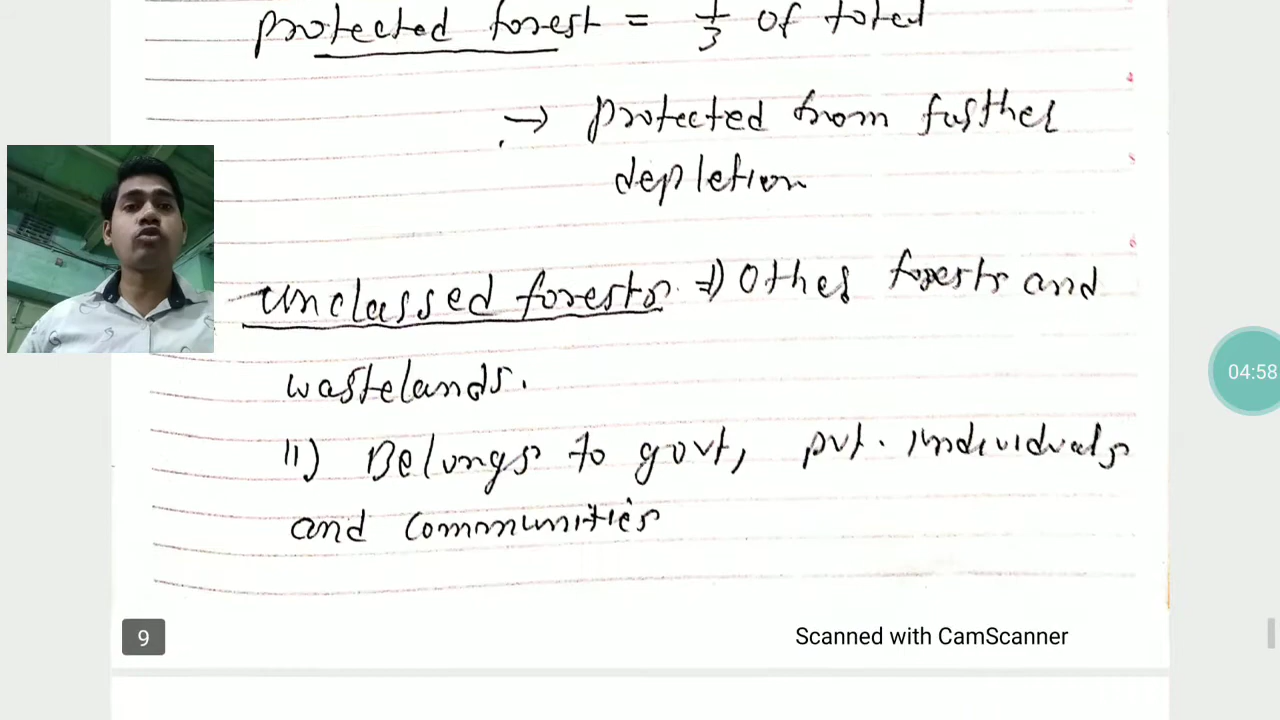 protected forest = 1/3 of total
→ protected from further
depletion
unclassed forests. ⇒ Other forests and
wastelands.
04:58
II) Belongs to govt, pvt. individuals
and communities
9
Scanned with CamScanner